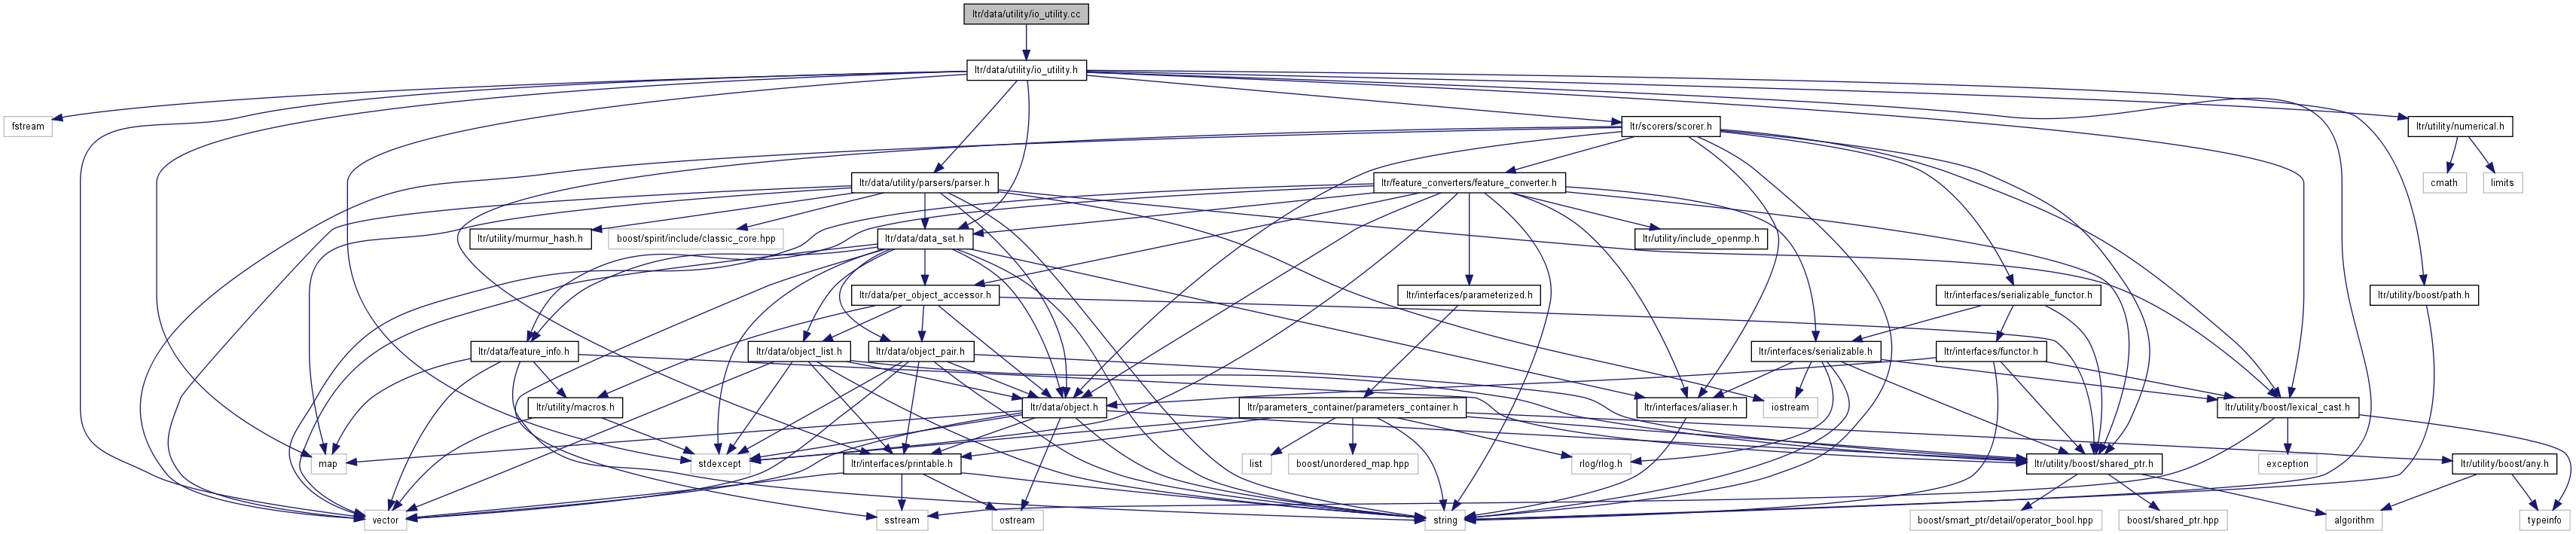 ltr/data/utility/io_utility.cc
ltr/data/utility/io_utility.h
fstream
ltr/scorers/scorer.h
ltr/utility/numerical.h
ltr/data/utility/parsers/parser.h
ltr/feature_converters/feature_converter.h
cmath
limits
ltr/utility/murmur_hash.h
boost/spirit/include/classic_core.hpp
ltr/data/data_set.h
ltr/utility/include_openmp.h
ltr/data/per_object_accessor.h
ltr/interfaces/parameterized.h
ltr/interfaces/serializable_functor.h
ltr/utility/boost/path.h
ltr/data/feature_info.h
ltr/data/object_list.h
ltr/data/object_pair.h
ltr/interfaces/serializable.h
ltr/interfaces/functor.h
ltr/utility/macros.h
ltr/data/object.h
ltr/parameters_container/parameters_container.h
ltr/interfaces/aliaser.h
iostream
ltr/utility/boost/lexical_cast.h
map
stdexcept
ltr/interfaces/printable.h
list
boost/unordered_map.hpp
rlog/rlog.h
ltr/utility/boost/shared_ptr.h
exception
ltr/utility/boost/any.h
vector
sstream
ostream
string
boost/smart_ptr/detail/operator_bool.hpp
boost/shared_ptr.hpp
algorithm
typeinfo